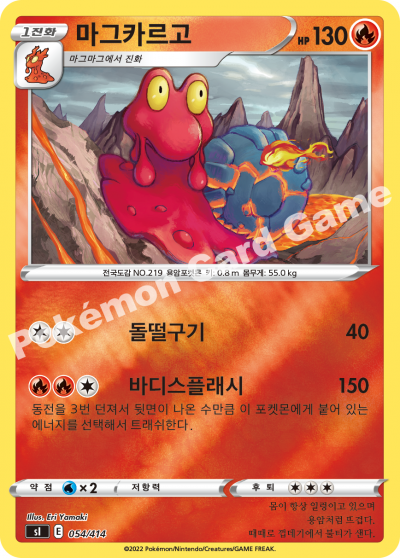 1진화
마그카르고
HP 130
마그마그에서 진화
전국도감 NO.219 용암포켓몬 키: 0.8 m 몸무게: 55.0 kg
Pokémon Card Game
돌떨구기 40
바디스플래시 150
동전을 3번 던져서 뒷면이 나온 수만큼 이 포켓몬에게 붙어 있는
에너지를 선택해서 트래쉬한다.
약점 ×2 저항력 후퇴
Illus. Eri Yamaki
sI E 054/414
몸이 항상 일렁이고 있으며
용암처럼 뜨겁다.
때때로 껍데기에서 불티가 샌다.
©2022 Pokémon/Nintendo/Creatures/GAME FREAK.